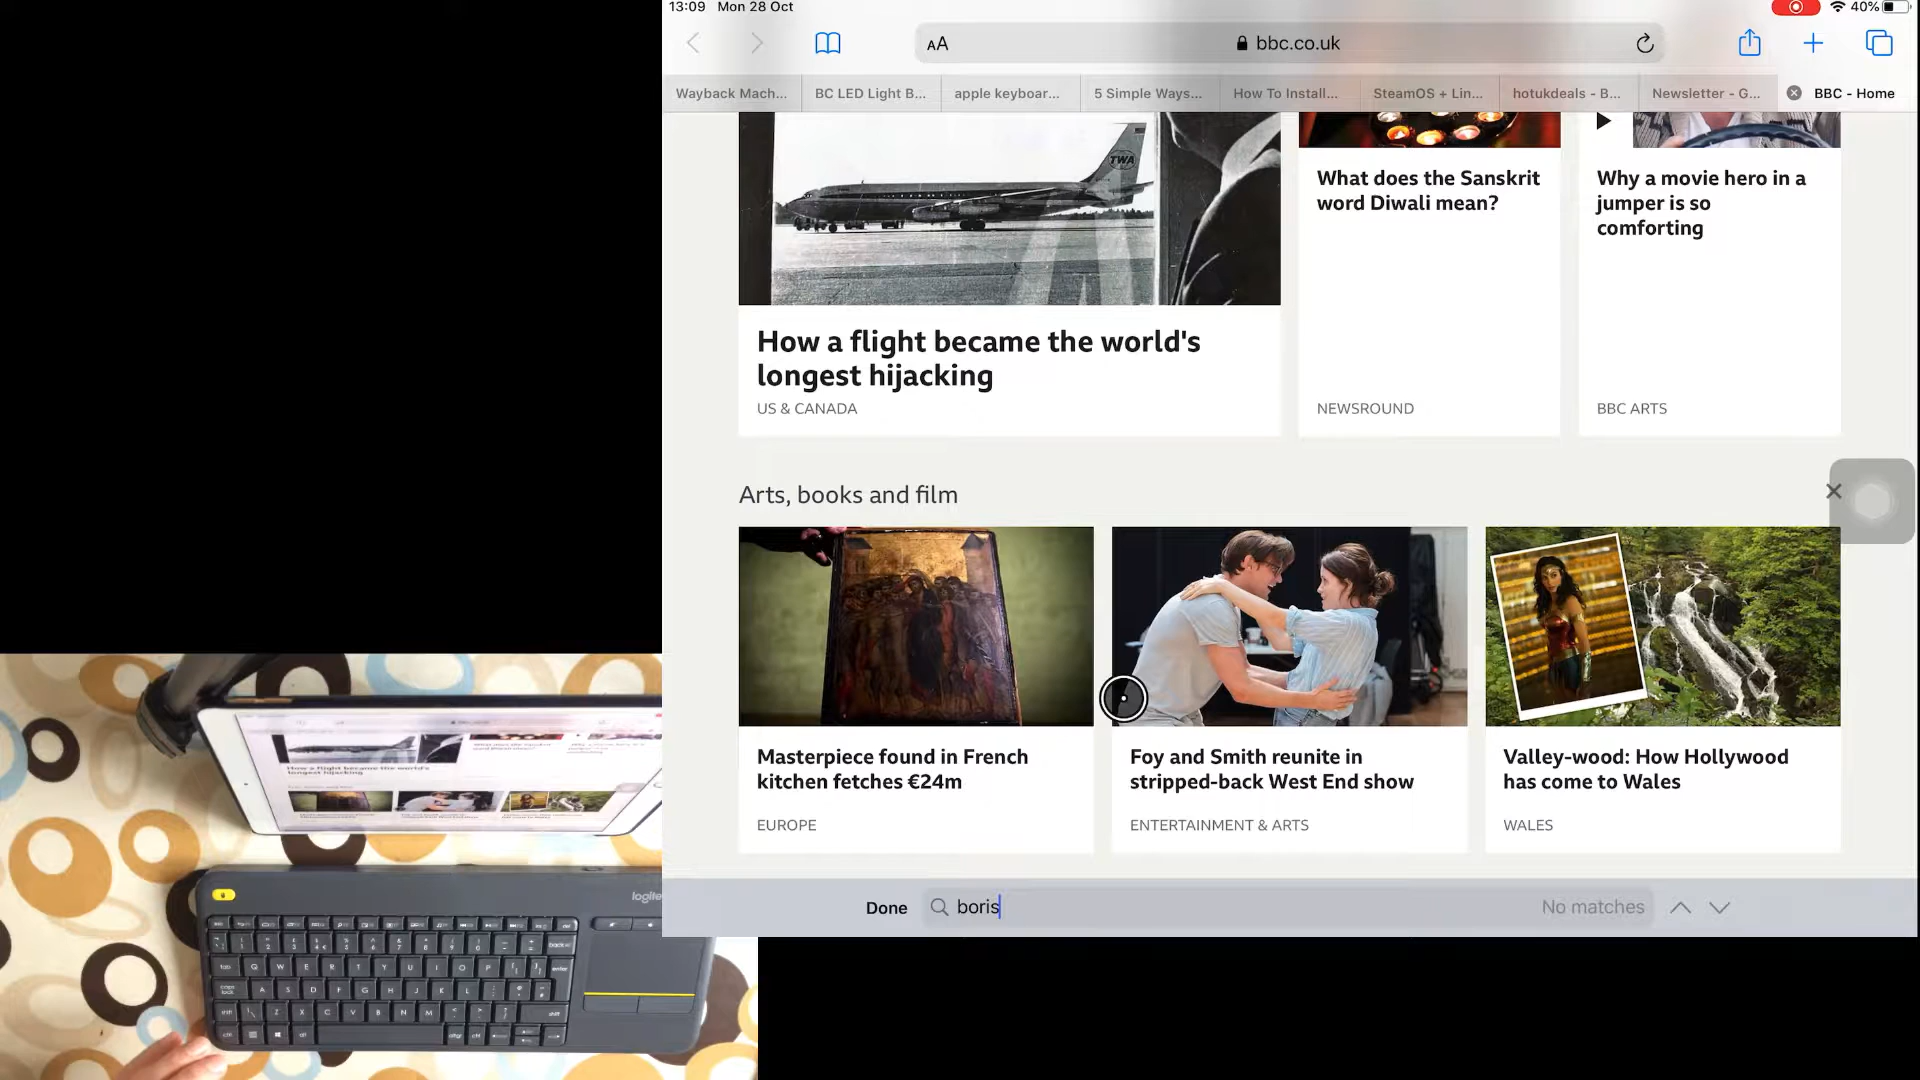 13:09 Mon 28 Oct
40%
AA
bbc.co.uk
Wayback Mach...
BC LED Light B...
apple keyboar...
5 Simple Ways...
How To Install...
SteamOS + Lin...
hotukdeals - B...
Newsletter - G...
BBC - Home
TWA
How a flight became the world's
longest hijacking
US & CANADA
What does the Sanskrit
word Diwali mean?
NEWSROUND
Why a movie hero in a
jumper is so
comforting
BBC ARTS
Arts, books and film
Masterpiece found in French
kitchen fetches €24m
EUROPE
Foy and Smith reunite in
stripped-back West End show
ENTERTAINMENT & ARTS
Valley-wood: How Hollywood
has come to Wales
WALES
Done
boris
No matches
logite
Q W E R T Y U I O P
A S D F G H J K L
Z X C V B N M